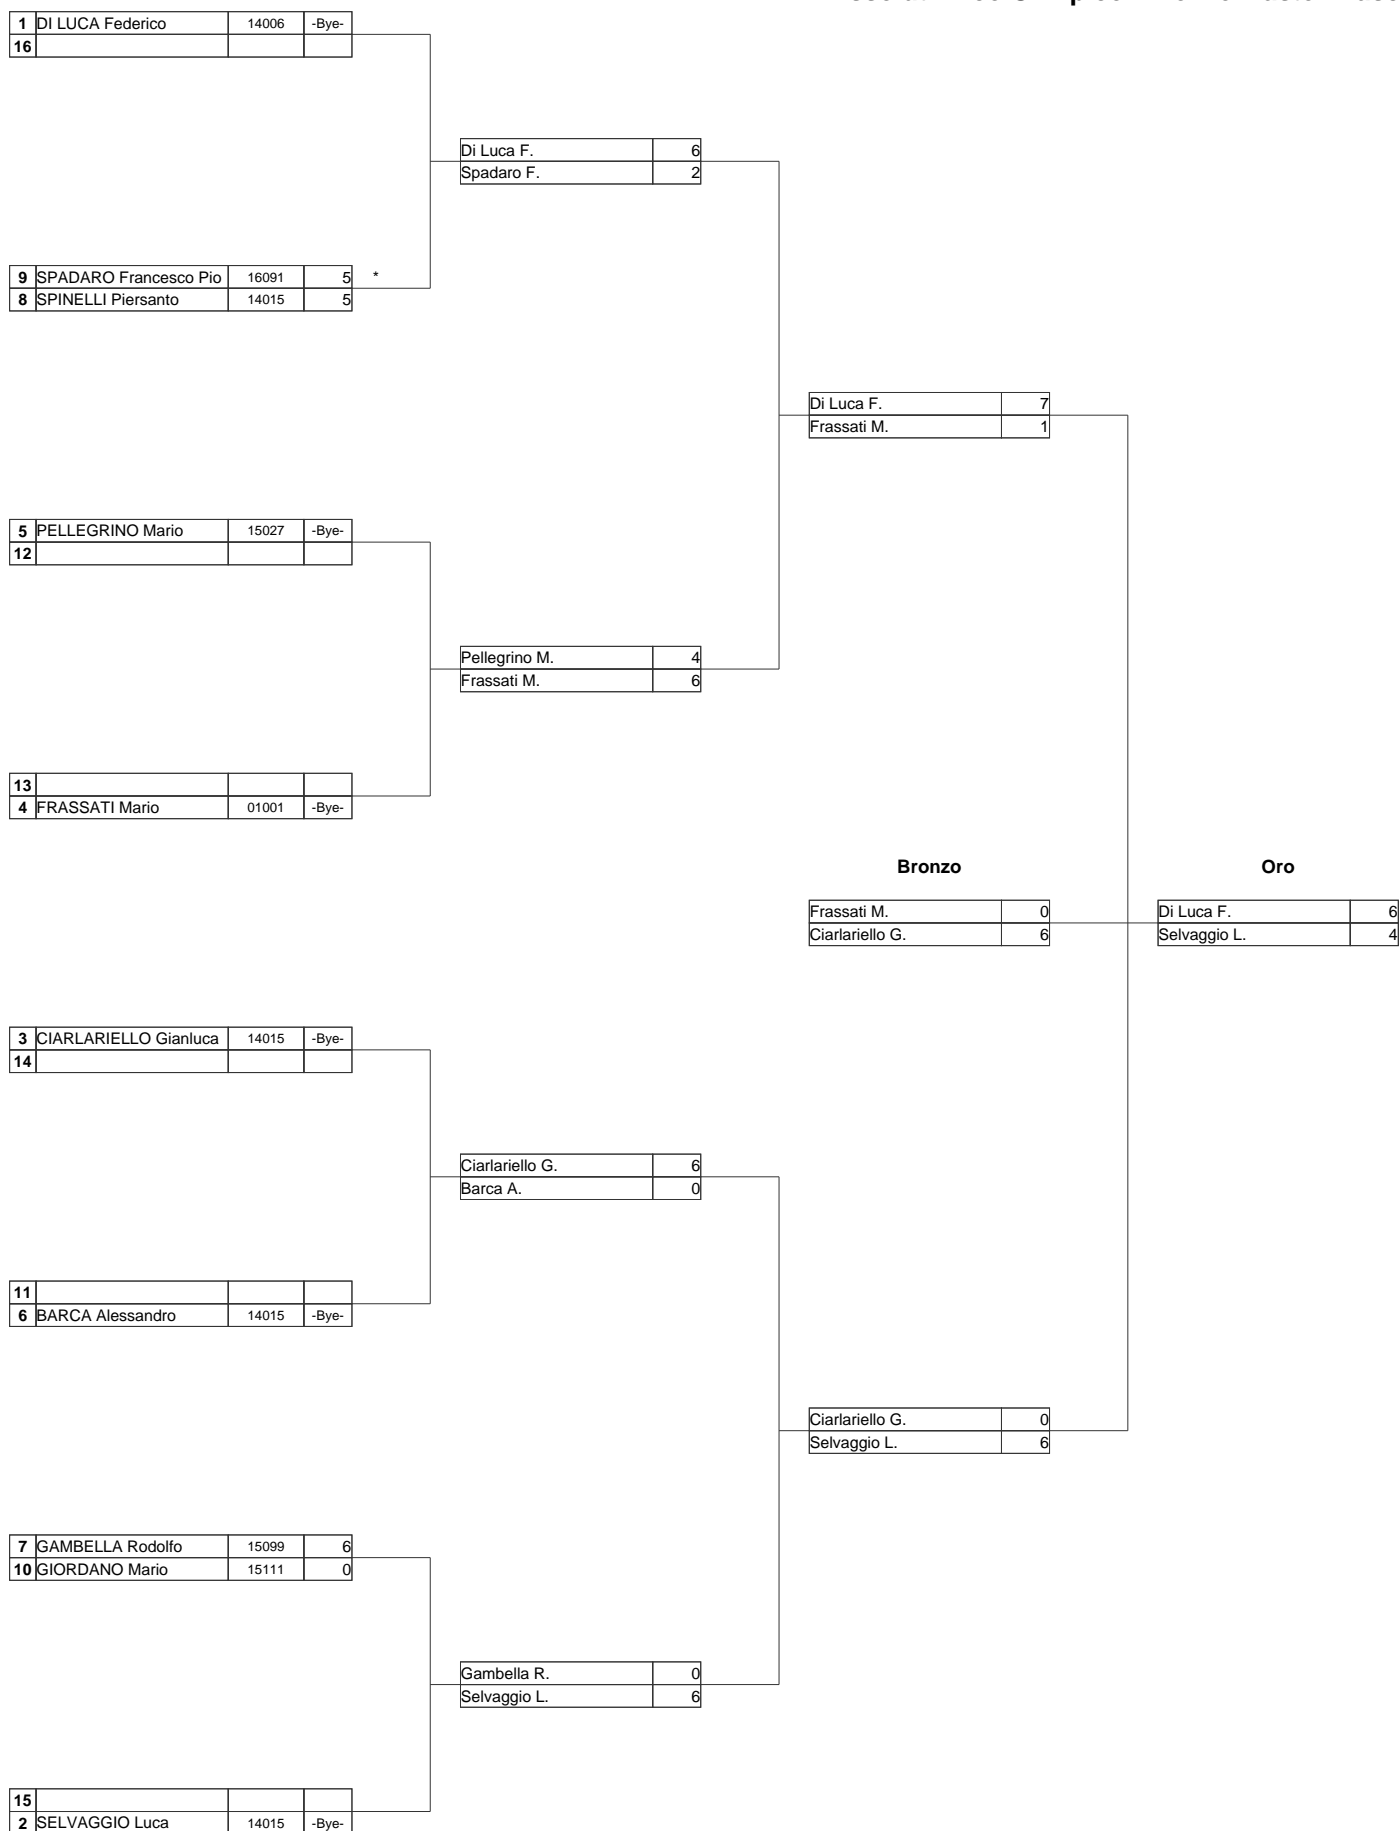 1 DI LUCA Federico 14006 -Bye-
16
Di Luca F. 6
Spadaro F. 2
9 SPADARO Francesco Pio 16091 5 *
8 SPINELLI Piersanto 14015 5
Di Luca F. 7
Frassati M. 1
5 PELLEGRINO Mario 15027 -Bye-
12
Pellegrino M. 4
Frassati M. 6
13
4 FRASSATI Mario 01001 -Bye-
Bronzo Oro
Frassati M. 0 Di Luca F. 6
Ciarlariello G. 6 Selvaggio L. 4
3 CIARLARIELLO Gianluca 14015 -Bye-
14
Ciarlariello G. 6
Barca A. 0
11
6 BARCA Alessandro 14015 -Bye-
Ciarlariello G. 0
Selvaggio L. 6
7 GAMBELLA Rodolfo 15099 6
10 GIORDANO Mario 15111 0
Gambella R. 0
Selvaggio L. 6
15
2 SELVAGGIO Luca 14015 -Bye-